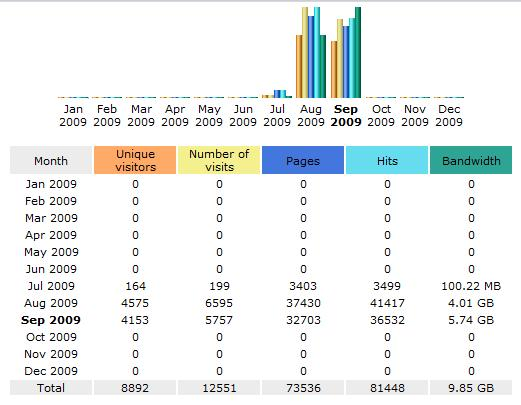 Jan Feb Mar Apr May Jun Jul Aug Sep Oct Nov Dec
2009 2009 2009 2009 2009 2009 2009 2009 2009 2009 2009 2009
Month Unique visitors Number of visits Pages Hits Bandwidth
Jan 2009 0 0 0 0 0
Feb 2009 0 0 0 0 0
Mar 2009 0 0 0 0 0
Apr 2009 0 0 0 0 0
May 2009 0 0 0 0 0
Jun 2009 0 0 0 0 0
Jul 2009 164 199 3403 3499 100.22 MB
Aug 2009 4575 6595 37430 41417 4.01 GB
Sep 2009 4153 5757 32703 36532 5.74 GB
Oct 2009 0 0 0 0 0
Nov 2009 0 0 0 0 0
Dec 2009 0 0 0 0 0
Total 8892 12551 73536 81448 9.85 GB